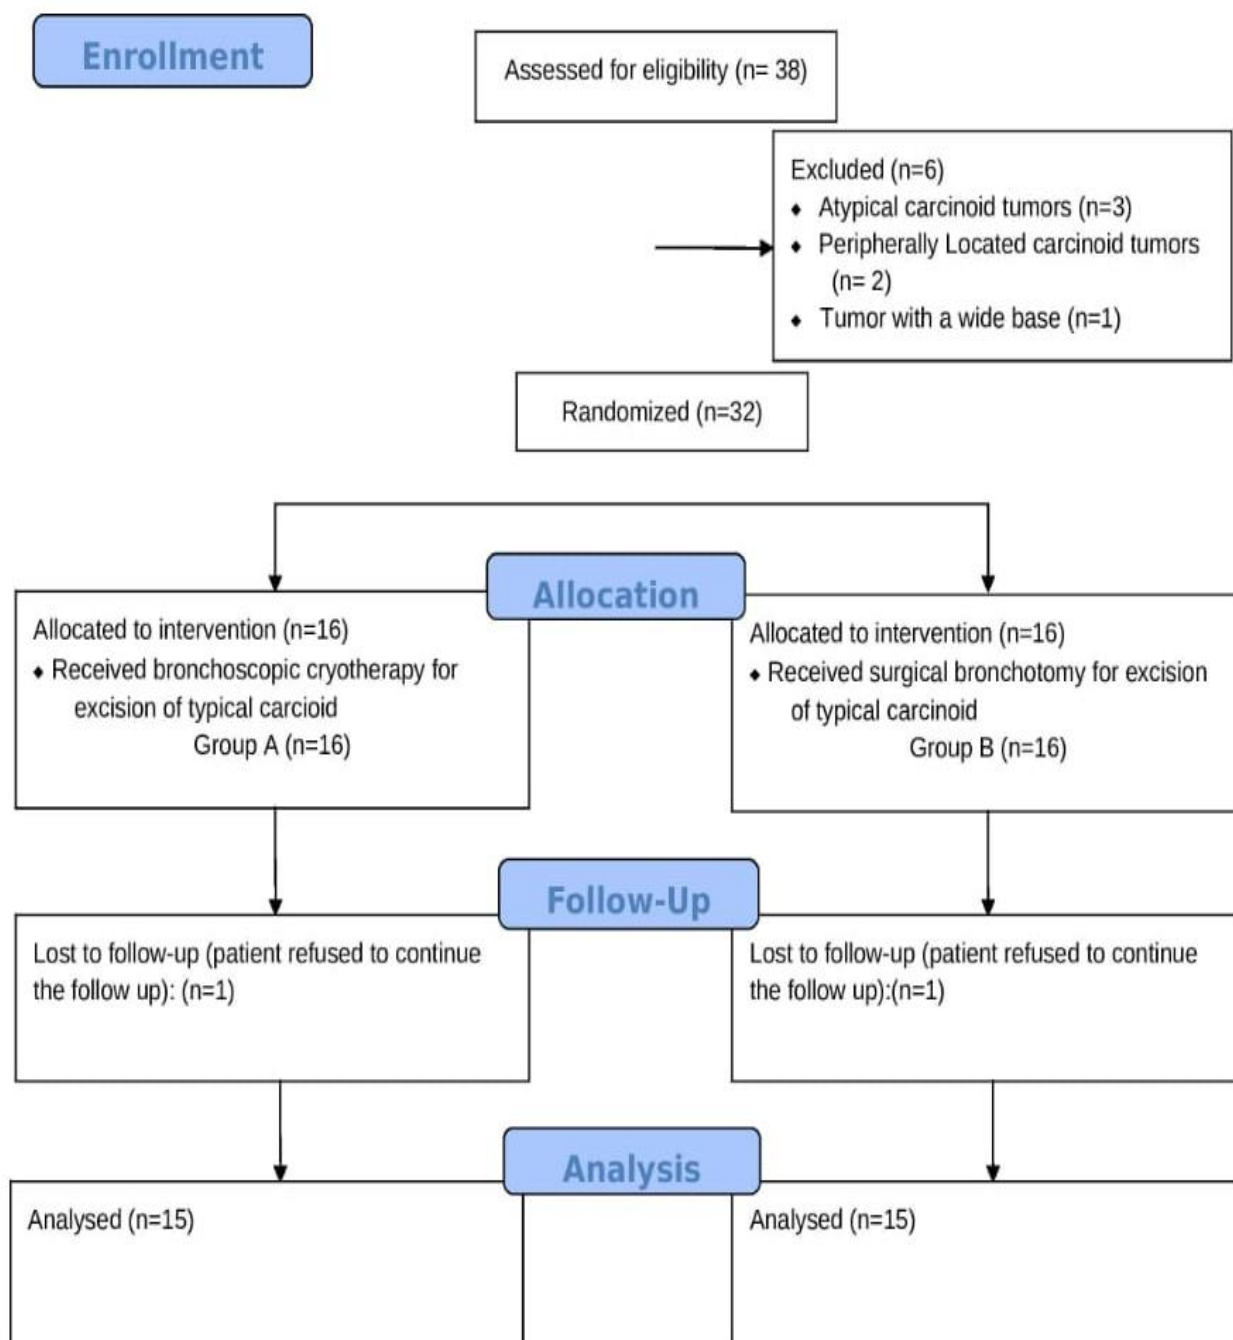 Enrollment
Assessed for eligibility (n= 38)
Excluded (n=6)
⬥ Atypical carcinoid tumors (n=3)
⬥ Peripherally Located carcinoid tumors
(n= 2)
⬥ Tumor with a wide base (n=1)
Randomized (n=32)
Allocation
Allocated to intervention (n=16)
⬥ Received bronchoscopic cryotherapy for
excision of typical carcioid
Group A (n=16)
Allocated to intervention (n=16)
⬥ Received surgical bronchotomy for excision
of typical carcinoid
Group B (n=16)
Follow-Up
Lost to follow-up (patient refused to continue
the follow up): (n=1)
Lost to follow-up (patient refused to continue
the follow up):(n=1)
Analysis
Analysed (n=15)
Analysed (n=15)